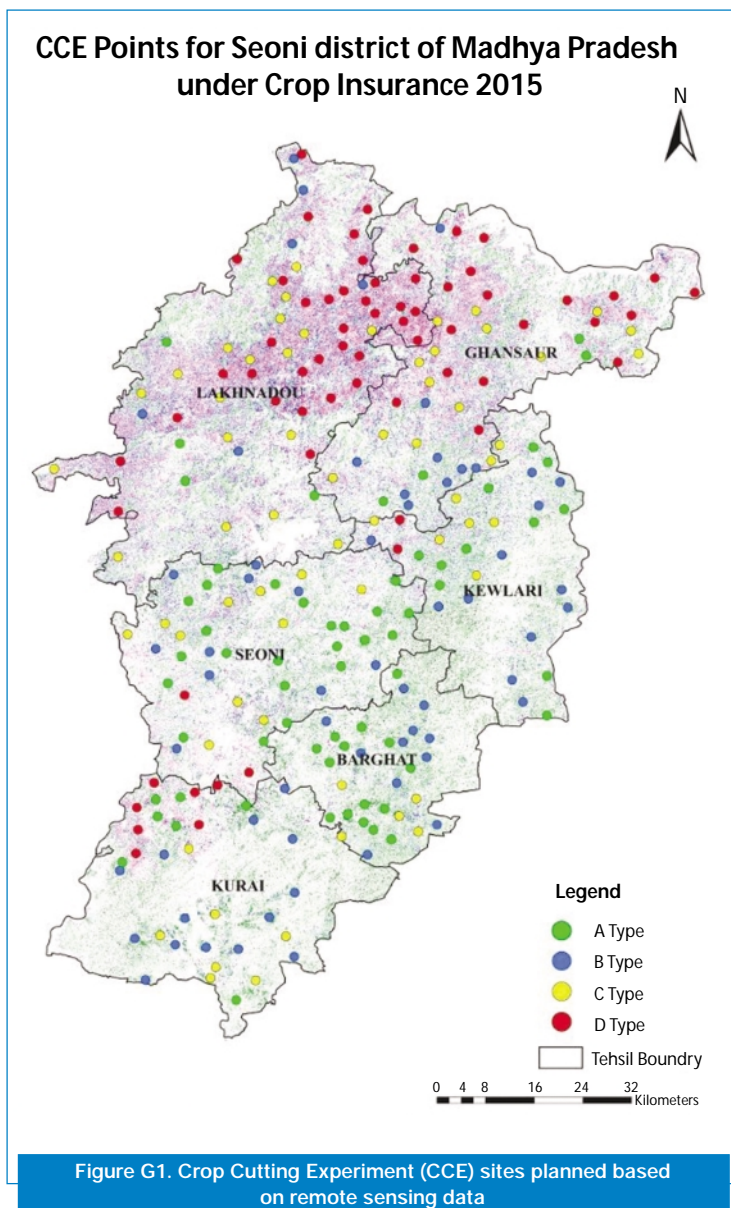 CCE Points for Seoni district of Madhya Pradesh
under Crop Insurance 2015
N
GHANSAUR
LAKHNADOU
KEWLARI
SEONI
BARGHAT
KURAI
Legend
A Type
B Type
C Type
D Type
Tehsil Boundry
0 4 8 16 24 32
Kilometers
Figure G1. Crop Cutting Experiment (CCE) sites planned based
on remote sensing data